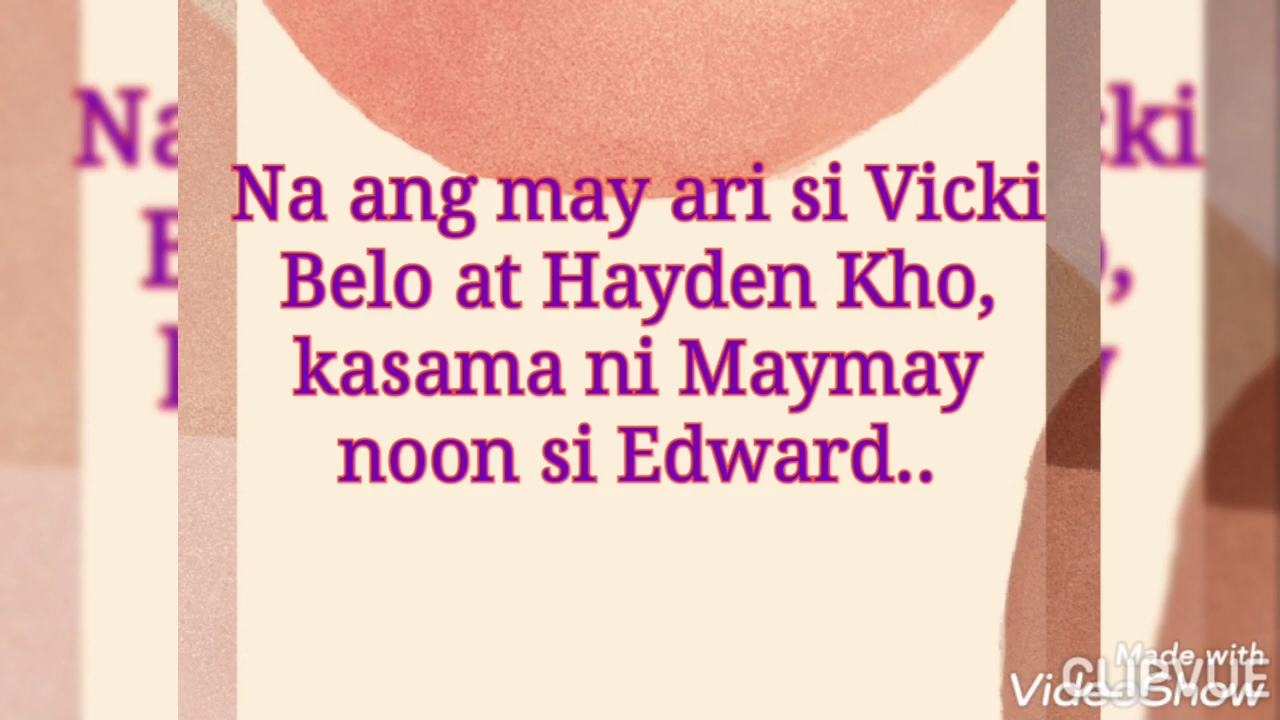 Na ang may ari si Vicki
Belo at Hayden Kho,
kasama ni Maymay
noon si Edward..
Made with
VideoShow
CLIPVUE